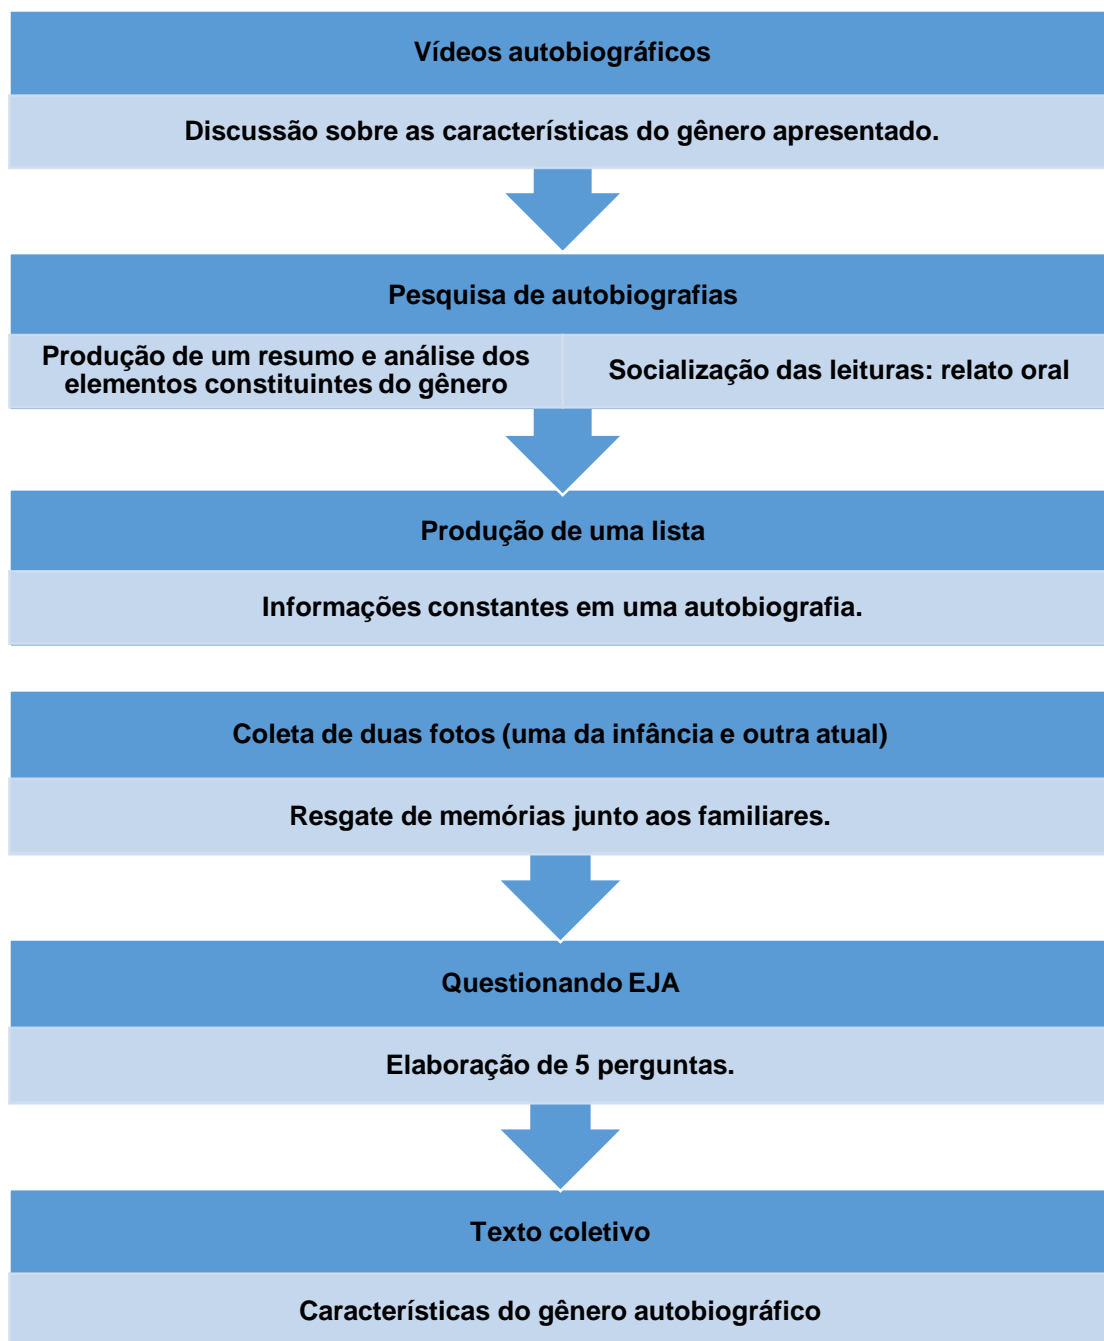 Vídeos autobiográficos
Discussão sobre as características do gênero apresentado.
Pesquisa de autobiografias
Produção de um resumo e análise dos
elementos constituintes do gênero
Socialização das leituras: relato oral
Produção de uma lista
Informações constantes em uma autobiografia.
Coleta de duas fotos (uma da infância e outra atual)
Resgate de memórias junto aos familiares.
Questionando EJA
Elaboração de 5 perguntas.
Texto coletivo
Características do gênero autobiográfico